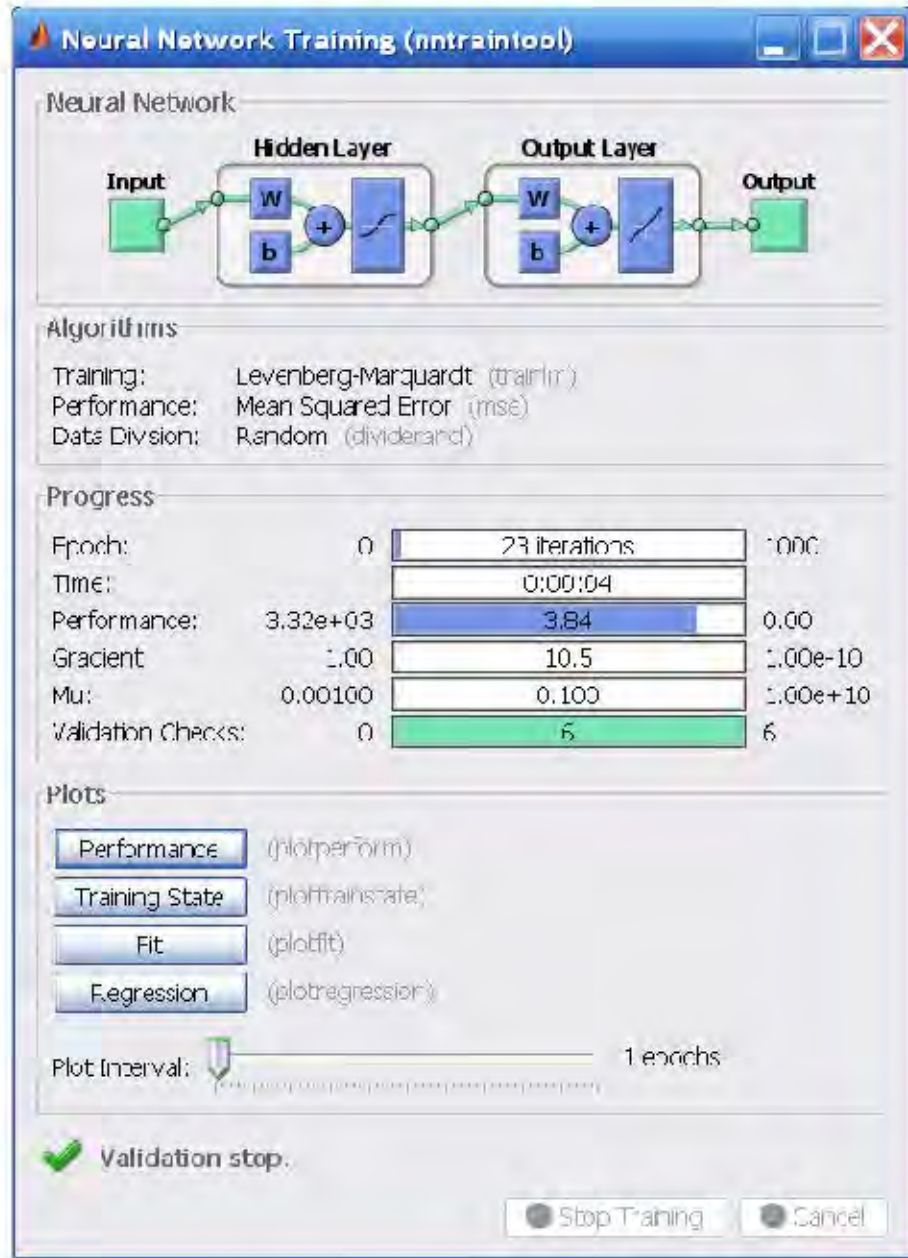 Neural Network Training (nntraintool)
Neural Network
Hidden Layer Output Layer
Input Output
W W
+ +
b b
Algorithms
Training: Levenberg-Marquardt (trainlm)
Performance: Mean Squared Error (mse)
Data Division: Random (dividerand)
Progress
Epoch: 0 23 iterations 1000
Time: 0:00:04
Performance: 3.32e+03 3.84 0.00
Gradient 1.00 10.5 1.00e-10
Mu: 0.00100 0.100 1.00e+10
Validation Checks: 0 6 6
Plots
Performance (plotperform)
Training State (plottrainstate)
Fit (plotfit)
Regression (plotregression)
Plot Interval: 1 epochs
Validation stop.
Stop Training Cancel